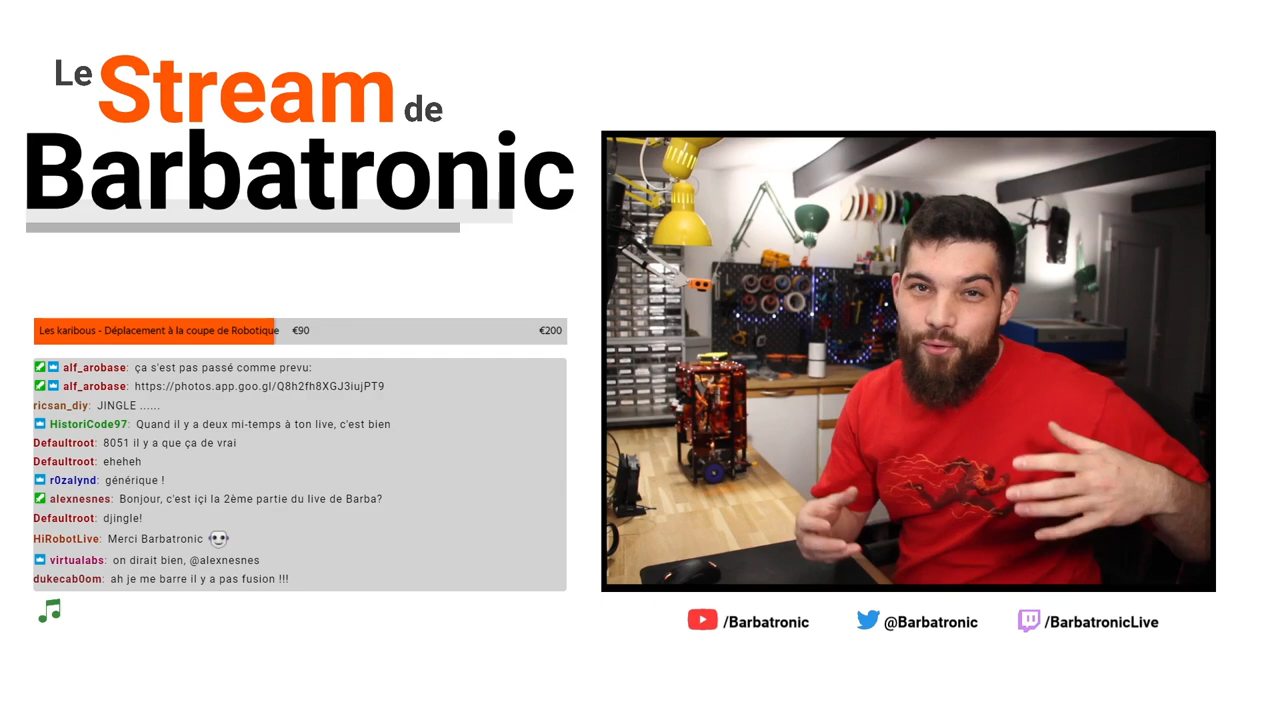 Le Stream de
Barbatronic
Les karibous - Déplacement à la coupe de Robotique €90 €200
alf_arobase: ça s'est pas passé comme prevu:
alf_arobase: https://photos.app.goo.gl/Q8h2fh8XGJ3iujPT9
ricsan_diy: JINGLE ......
HistoriCode97: Quand il y a deux mi-temps à ton live, c'est bien
Defaultroot: 8051 il y a que ça de vrai
Defaultroot: eheheh
r0zalynd: générique !
alexnesnes: Bonjour, c'est içi la 2ème partie du live de Barba?
Defaultroot: djingle!
HiRobotLive: Merci Barbatronic
virtualabs: on dirait bien, @alexnesnes
dukecab0om: ah je me barre il y a pas fusion !!!
/Barbatronic @Barbatronic /BarbatronicLive